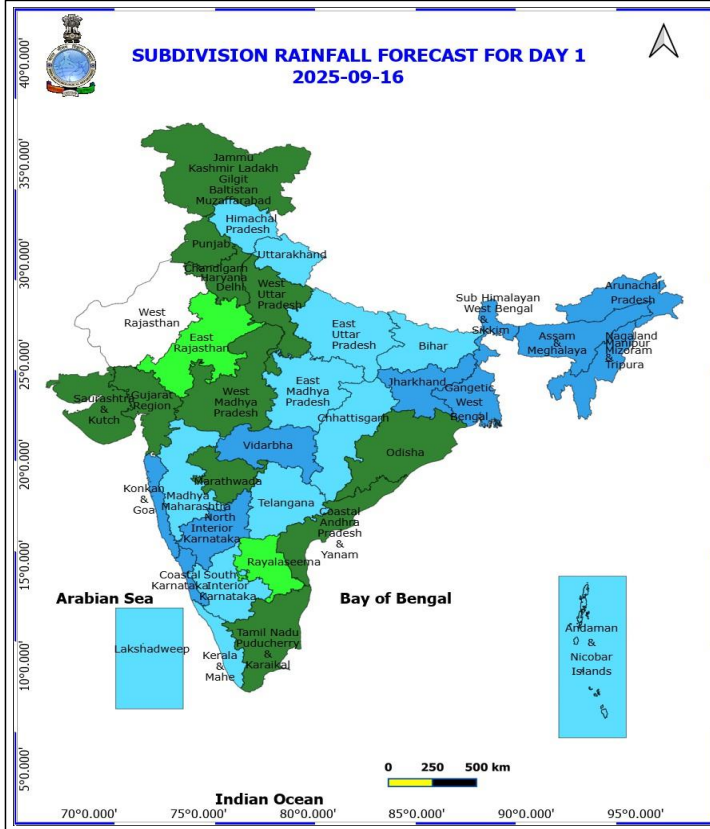 SUBDIVISION RAINFALL FORECAST FOR DAY 1
2025-09-16
40°0.000'
35°0.000'
30°0.000'
25°0.000'
20°0.000'
15°0.000'
10°0.000'
5°0.000'
Jammu
Kashmir Ladakh
Gilgit
Baltistan
Muzaffarabad
Himachal
Pradesh
Punjab
Uttarakhand
Chandigarh
Haryana
Delhi
West
Uttar
Pradesh
West
Rajasthan
East
Rajasthan
East
Uttar
Pradesh
Bihar
Sub Himalayan
West Bengal
&
Sikkim
Arunachal
Pradesh
Assam
&
Meghalaya
Nagaland
Manipur
Mizoram
&
Tripura
Saurashtra
&
Kutch
Gujarat
Region
West
Madhya
Pradesh
East
Madhya
Pradesh
Jharkhand
Gangetic
West
Bengal
Chhattisgarh
Odisha
Vidarbha
Konkan
&
Goa
Madhya
Maharashtra
Marathwada
Telangana
North
Interior
Karnataka
Coastal
Andhra
Pradesh
&
Yanam
Rayalaseema
Coastal
Karnataka
South
Interior
Karnataka
Arabian Sea
Bay of Bengal
Lakshadweep
Kerala
&
Mahe
Tamil Nadu
Puducherry
&
Karaikal
Andaman
&
Nicobar
Islands
0 250 500 km
Indian Ocean
70°0.000' 75°0.000' 80°0.000' 85°0.000' 90°0.000' 95°0.000'